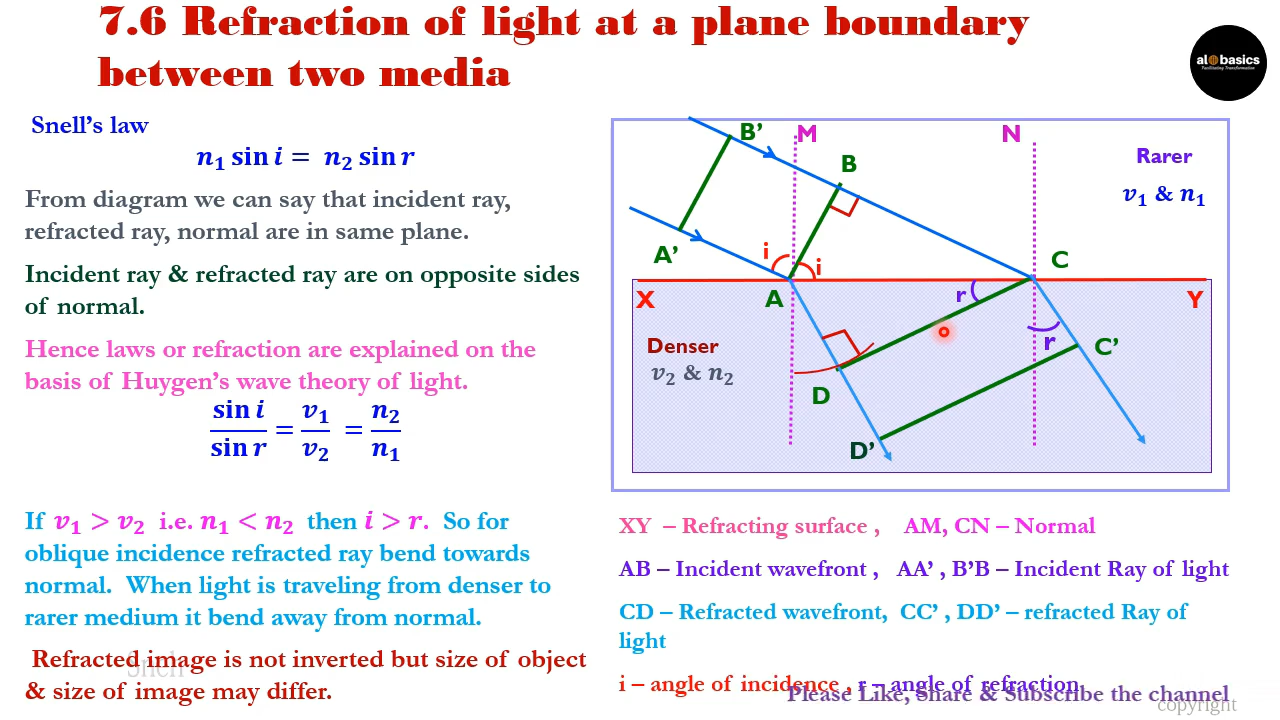 7.6 Refraction of light at a plane boundary
between two media
al basics
Facilitating Transformation
Snell's law
n₁ sin i = n₂ sin r
From diagram we can say that incident ray,
refracted ray, normal are in same plane.
Incident ray & refracted ray are on opposite sides
of normal.
Hence laws or refraction are explained on the
basis of Huygen's wave theory of light.
sin i / sin r = v₁ / v₂ = n₂ / n₁
If v₁ > v₂ i.e. n₁ < n₂ then i > r. So for
oblique incidence refracted ray bend towards
normal. When light is traveling from denser to
rarer medium it bend away from normal.
Refracted image is not inverted but size of object
& size of image may differ.
B' M N
Rarer
B
v₁ & n₁
A' i i C
X A r Y
Denser r C'
v₂ & n₂
D
D'
XY – Refracting surface , AM, CN – Normal
AB – Incident wavefront , AA' , B'B – Incident Ray of light
CD – Refracted wavefront, CC' , DD' – refracted Ray of
light
i – angle of incidence , r – angle of refraction
Please Like, Share & Subscribe the channel
copyright